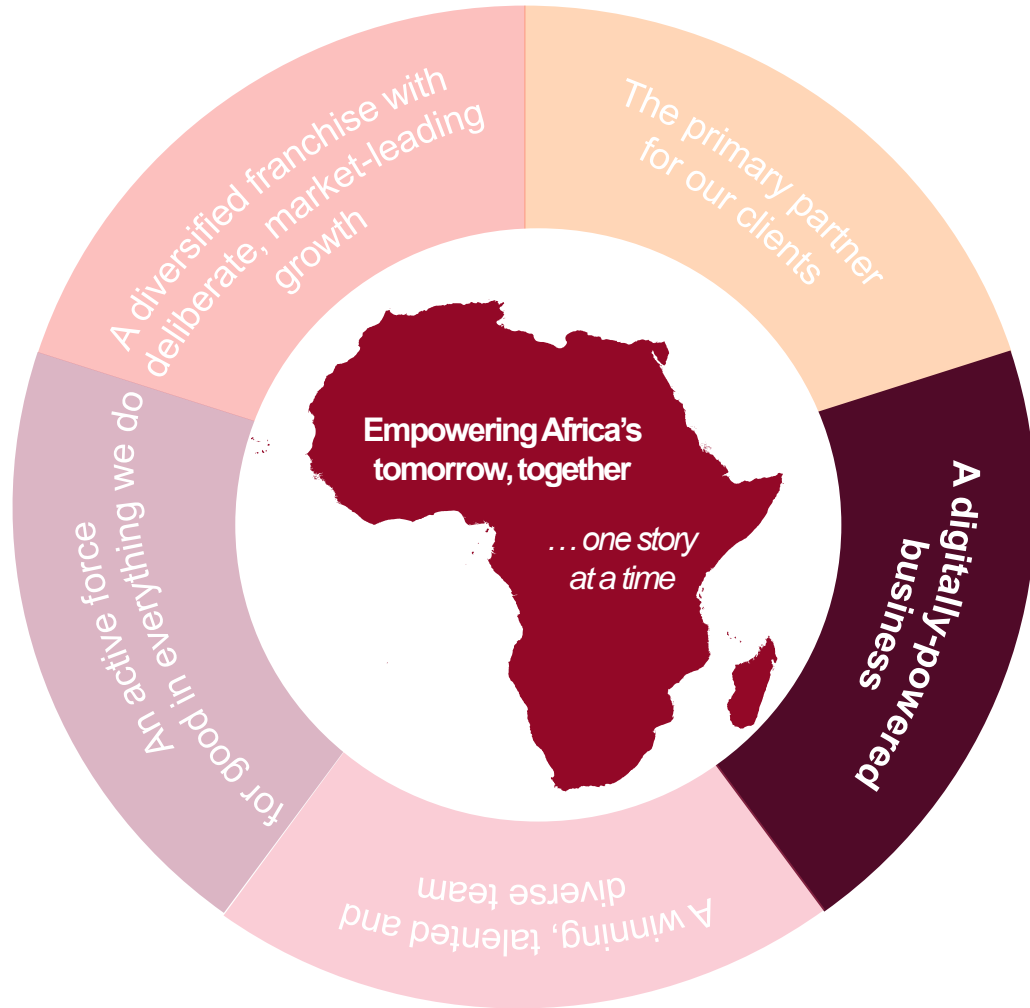 A diversified franchise with
deliberate, market-leading
growth
The primary partner
for our clients
A digitally-powered
business
A winning, talented and
diverse team
An active force
for good in everything we do
Empowering Africa's
tomorrow, together
... one story
at a time